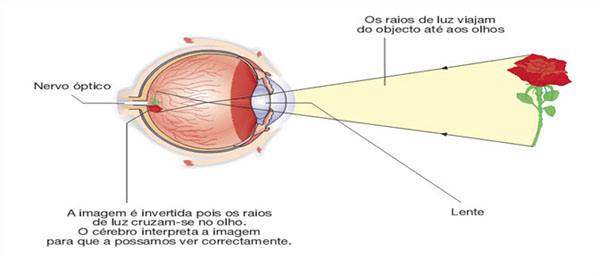 Os raios de luz viajam
do objecto até aos olhos
Nervo óptico
Lente
A imagem é invertida pois os raios
de luz cruzam-se no olho.
O cérebro interpreta a imagem
para que a possamos ver correctamente.